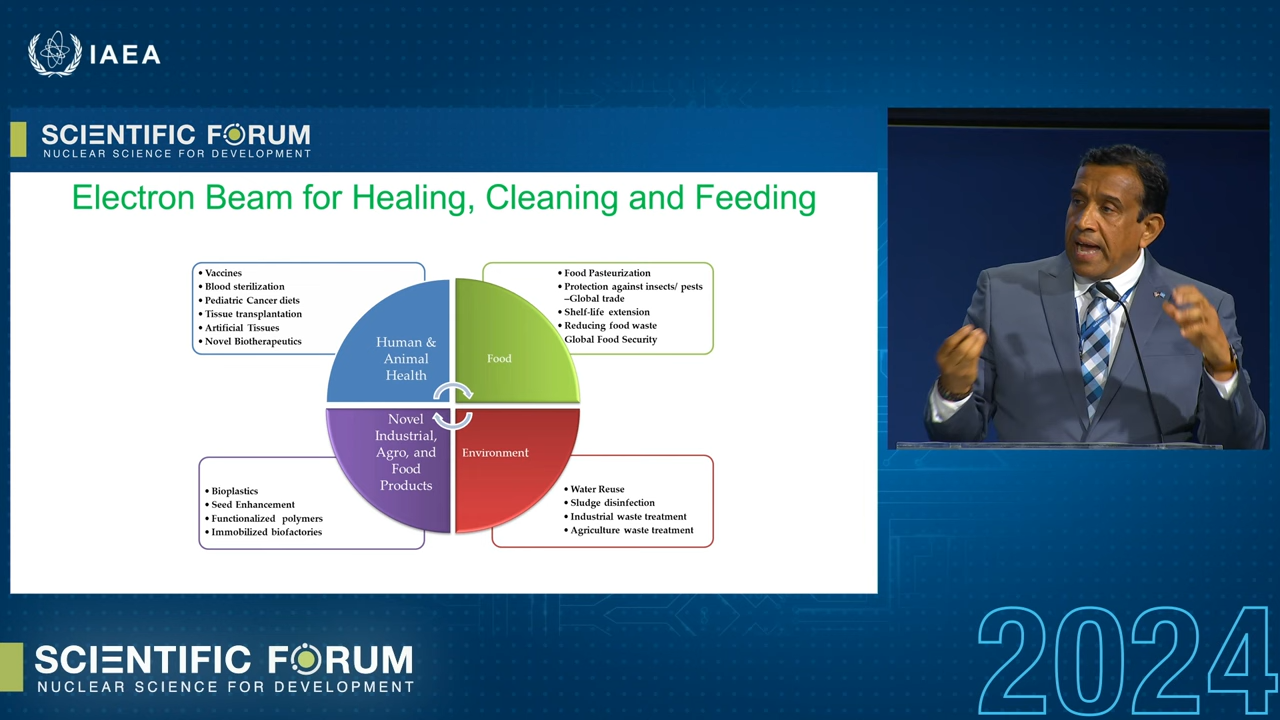 IAEA
SCIENTIFIC FORUM
NUCLEAR SCIENCE FOR DEVELOPMENT
Electron Beam for Healing, Cleaning and Feeding
• Vaccines
• Blood sterilization
• Pediatric Cancer diets
• Tissue transplantation
• Artificial Tissues
• Novel Biotherapeutics
• Food Pasteurization
• Protection against insects/ pests
–Global trade
• Shelf-life extension
• Reducing food waste
Global Food Security
Human &
Animal
Health
Food
Novel
Industrial,
Agro, and
Food
Products
Environment
• Bioplastics
• Seed Enhancement
• Functionalized polymers
• Immobilized biofactories
• Water Reuse
• Sludge disinfection
• Industrial waste treatment
• Agriculture waste treatment
SCIENTIFIC FORUM
NUCLEAR SCIENCE FOR DEVELOPMENT
2024